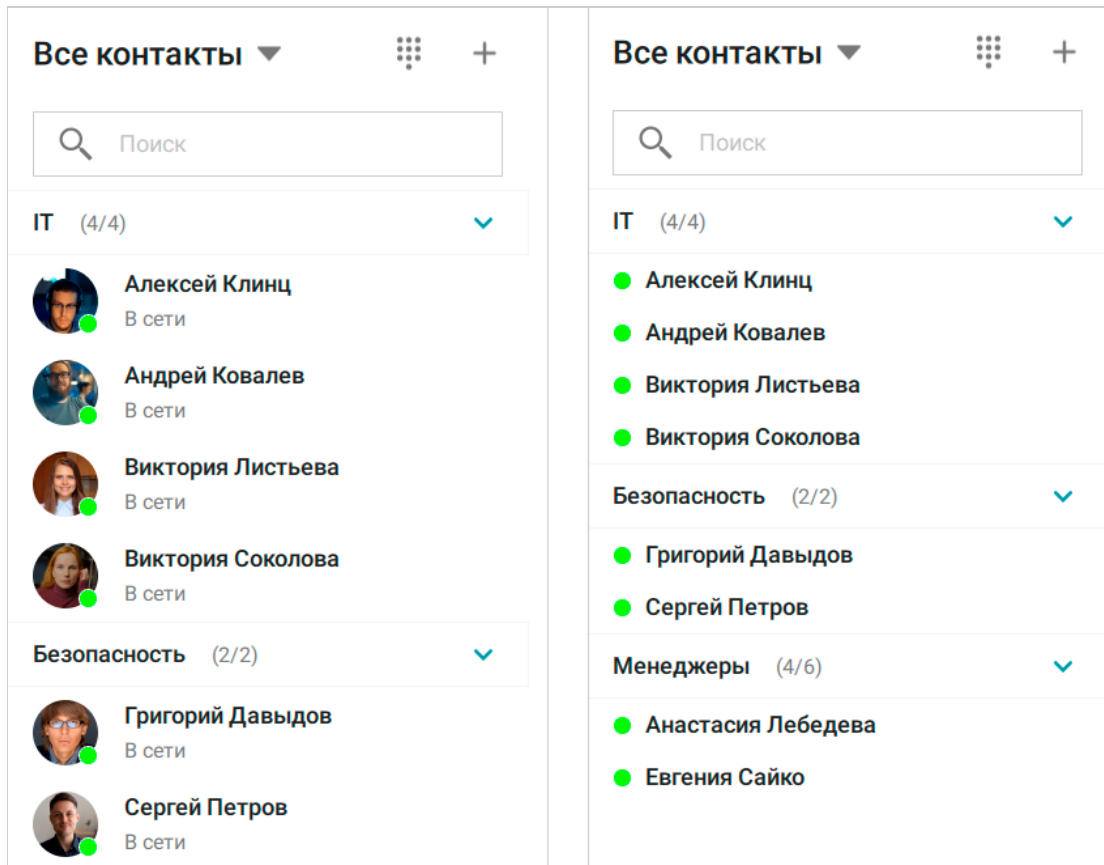 Все контакты
Поиск
IT (4/4)
Алексей Клинц
В сети
Андрей Ковалев
В сети
Виктория Листьева
В сети
Виктория Соколова
В сети
Безопасность (2/2)
Григорий Давыдов
В сети
Сергей Петров
В сети
Все контакты
Поиск
IT (4/4)
Алексей Клинц
Андрей Ковалев
Виктория Листьева
Виктория Соколова
Безопасность (2/2)
Григорий Давыдов
Сергей Петров
Менеджеры (4/6)
Анастасия Лебедева
Евгения Сайко